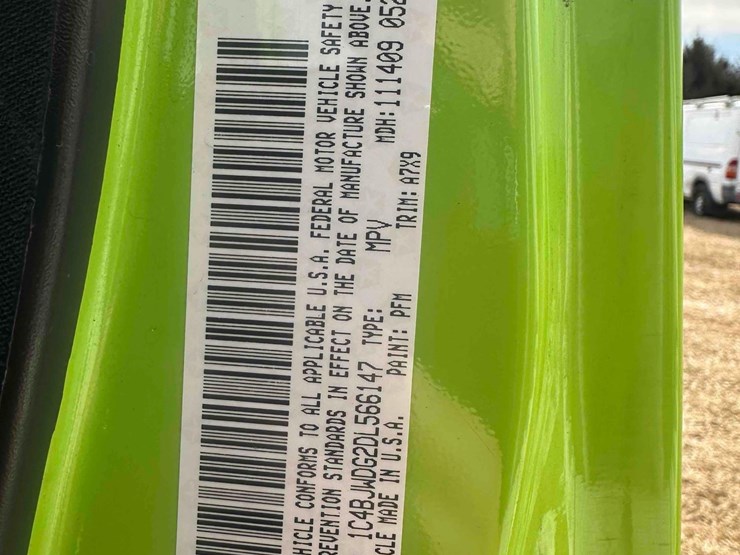 HICLE CONFORMS TO ALL APPLICABLE U.S.A. FEDERAL MOTOR VEHICLE SAFETY
REVENTION STANDARDS IN EFFECT ON THE DATE OF MANUFACTURE SHOWN ABOVE.
1C4BJWDG2DL566147 TYPE: MPV MDH: 111409 052
CLE MADE IN U.S.A. PAINT: PFM TRIM: A7X9